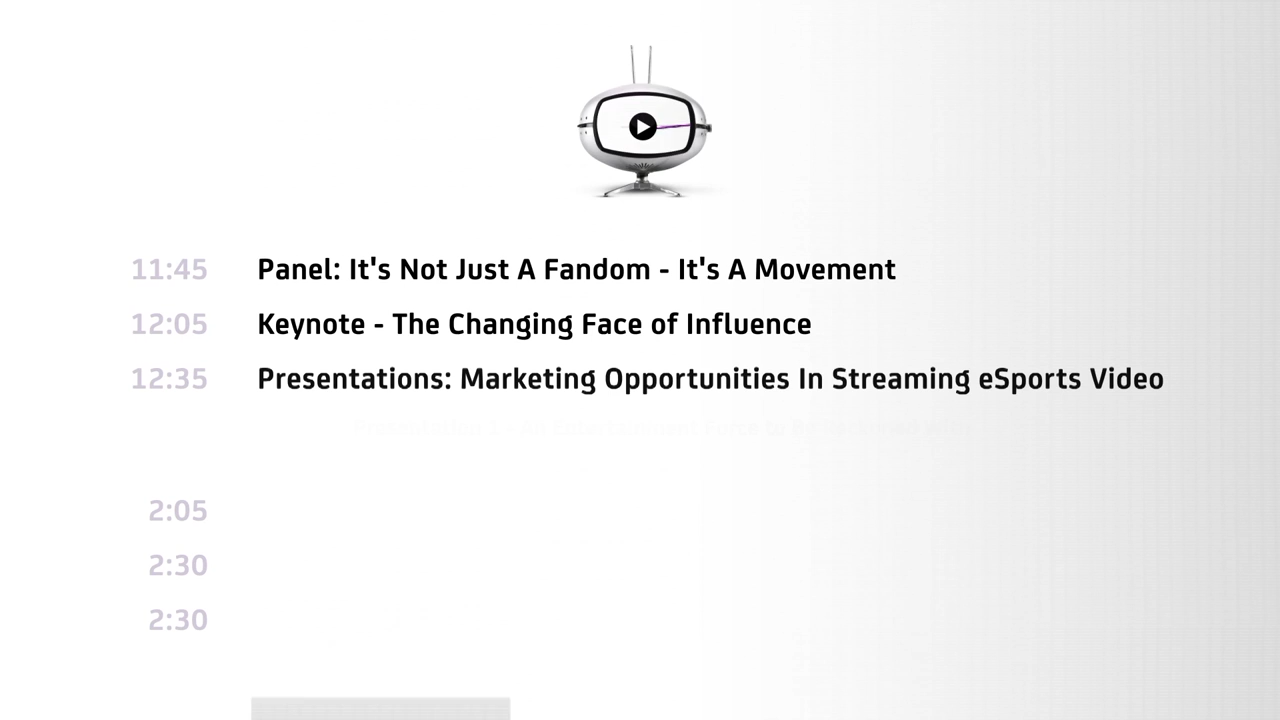 11:45 Panel: It's Not Just A Fandom - It's A Movement
12:05 Keynote - The Changing Face of Influence
12:35 Presentations: Marketing Opportunities In Streaming eSports Video
2:05
2:30
2:30